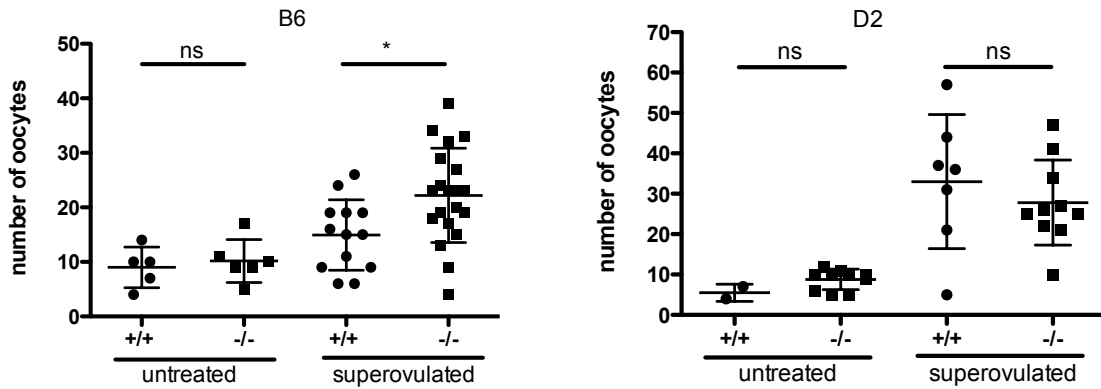 B6
number of oocytes
50
40
30
20
10
0
ns
*
+/+
-/-
+/+
-/-
untreated
superovulated
D2
number of oocytes
70
60
50
40
30
20
10
0
ns
ns
+/+
-/-
+/+
-/-
untreated
superovulated